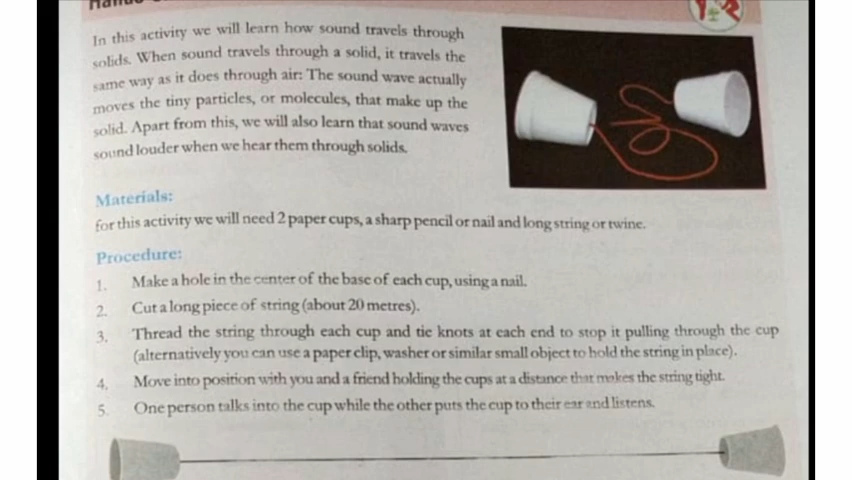 In this activity we will learn how sound travels through
solids. When sound travels through a solid, it travels the
same way as it does through air: The sound wave actually
moves the tiny particles, or molecules, that make up the
solid. Apart from this, we will also learn that sound waves
sound louder when we hear them through solids.
Materials:
for this activity we will need 2 paper cups, a sharp pencil or nail and long string or twine.
Procedure:
1. Make a hole in the center of the base of each cup, using a nail.
2. Cut a long piece of string (about 20 metres).
3. Thread the string through each cup and tie knots at each end to stop it pulling through the cup
(alternatively you can use a paper clip, washer or similar small object to hold the string in place).
4. Move into position with you and a friend holding the cups at a distance that makes the string tight.
5. One person talks into the cup while the other puts the cup to their ear and listens.